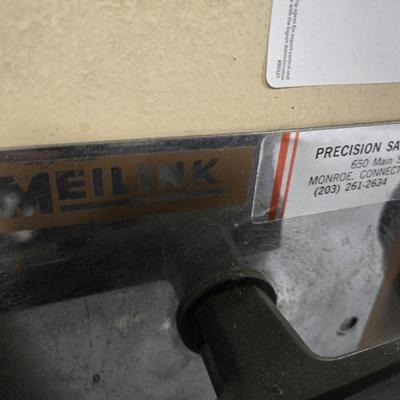 MEILINK
PRECISION SA
650 Main S
MONROE, CONNECT
(203) 261-2634